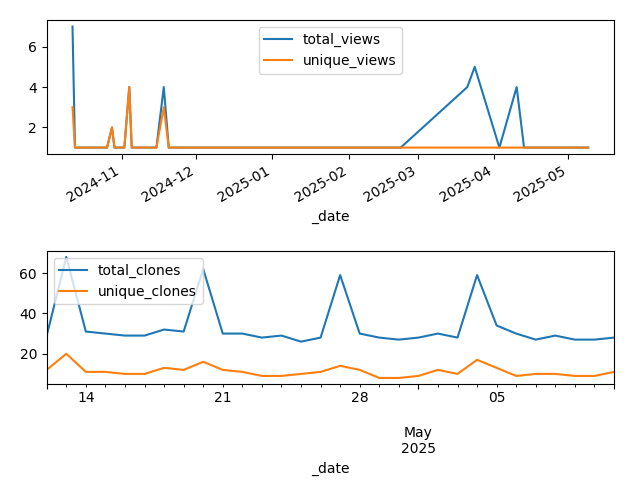 total_views
unique_views
6
4
2
2024-11
2024-12
2025-01
2025-02
2025-03
2025-04
2025-05
_date
total_clones
unique_clones
60
40
20
14
21
28
05
May
2025
_date